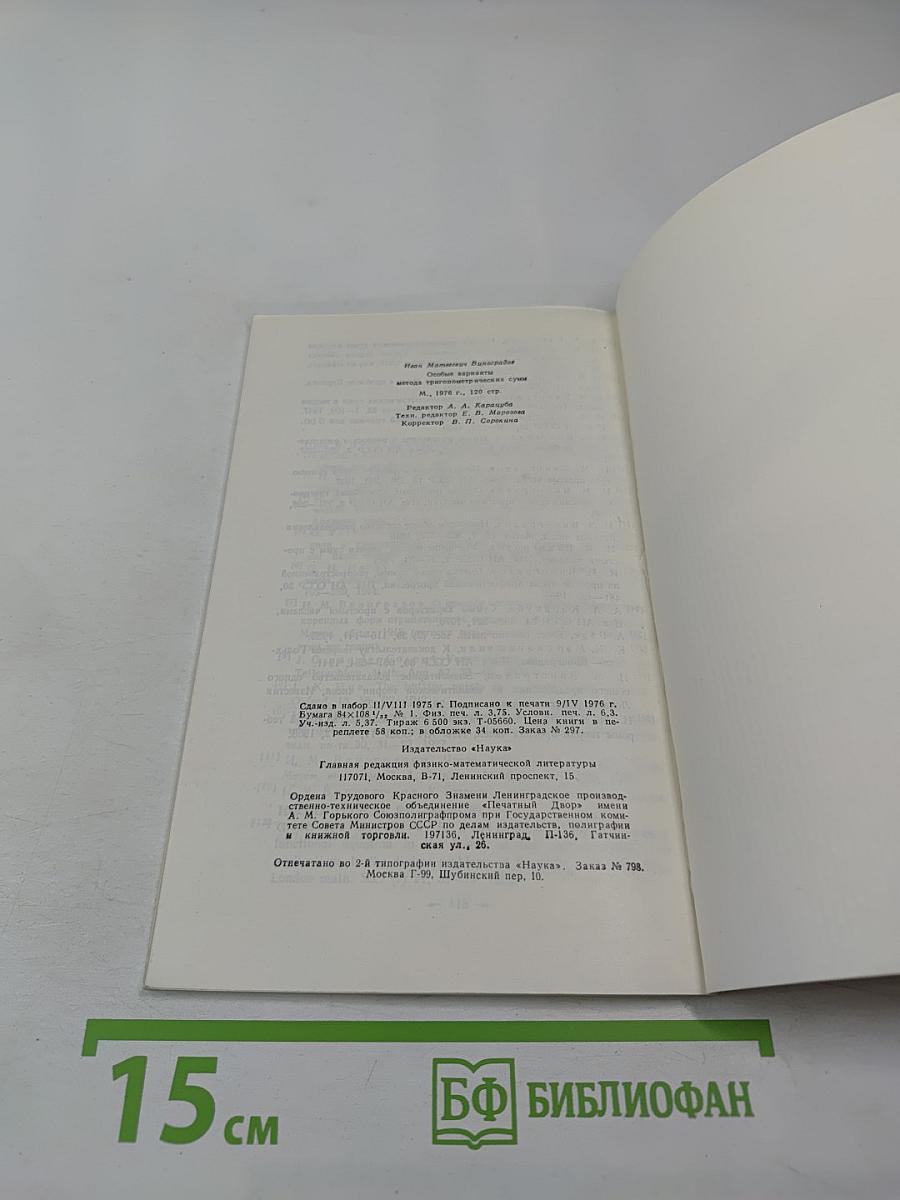 Иван Матвеевич Виноградов
Особые варианты
метода тригонометрических сумм
М., 1976 г., 120 стр.
Редактор А. А. Карацуба
Техн. редактор Е. В. Морозова
Корректор В. П. Сорокина
Сдано в набор 11/VIII 1975 г. Подписано к печати 9/IV 1976 г.
Бумага 84×108 1/32 № 1. Физ. печ. л. 3,75. Условн. печ. л. 6,3.
Уч.-изд. л. 5,37. Тираж 6 500 экз. Т-05660. Цена книги в пе-
реплете 58 коп.; в обложке 34 коп. Заказ № 297.
Издательство «Наука»
Главная редакция физико-математической литературы
117071, Москва, В-71, Ленинский проспект, 15
Ордена Трудового Красного Знамени Ленинградское производ-
ственно-техническое объединение «Печатный Двор» имени
А. М. Горького Союзполиграфпрома при Государственном коми-
тете Совета Министров СССР по делам издательств, полиграфии
и книжной торговли. 197136, Ленинград, П-136, Гатчин-
ская ул., 26.
Отпечатано во 2-й типографии издательства «Наука». Заказ № 798.
Москва Г-99, Шубинский пер, 10.
15 см
БФ БИБЛИОФАН